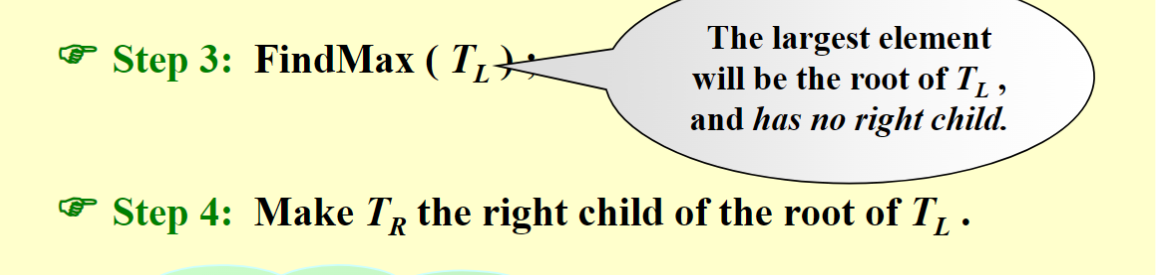 ☞ Step 3: FindMax ( T_L ) ;
The largest element
will be the root of T_L ,
and has no right child.
☞ Step 4: Make T_R the right child of the root of T_L .